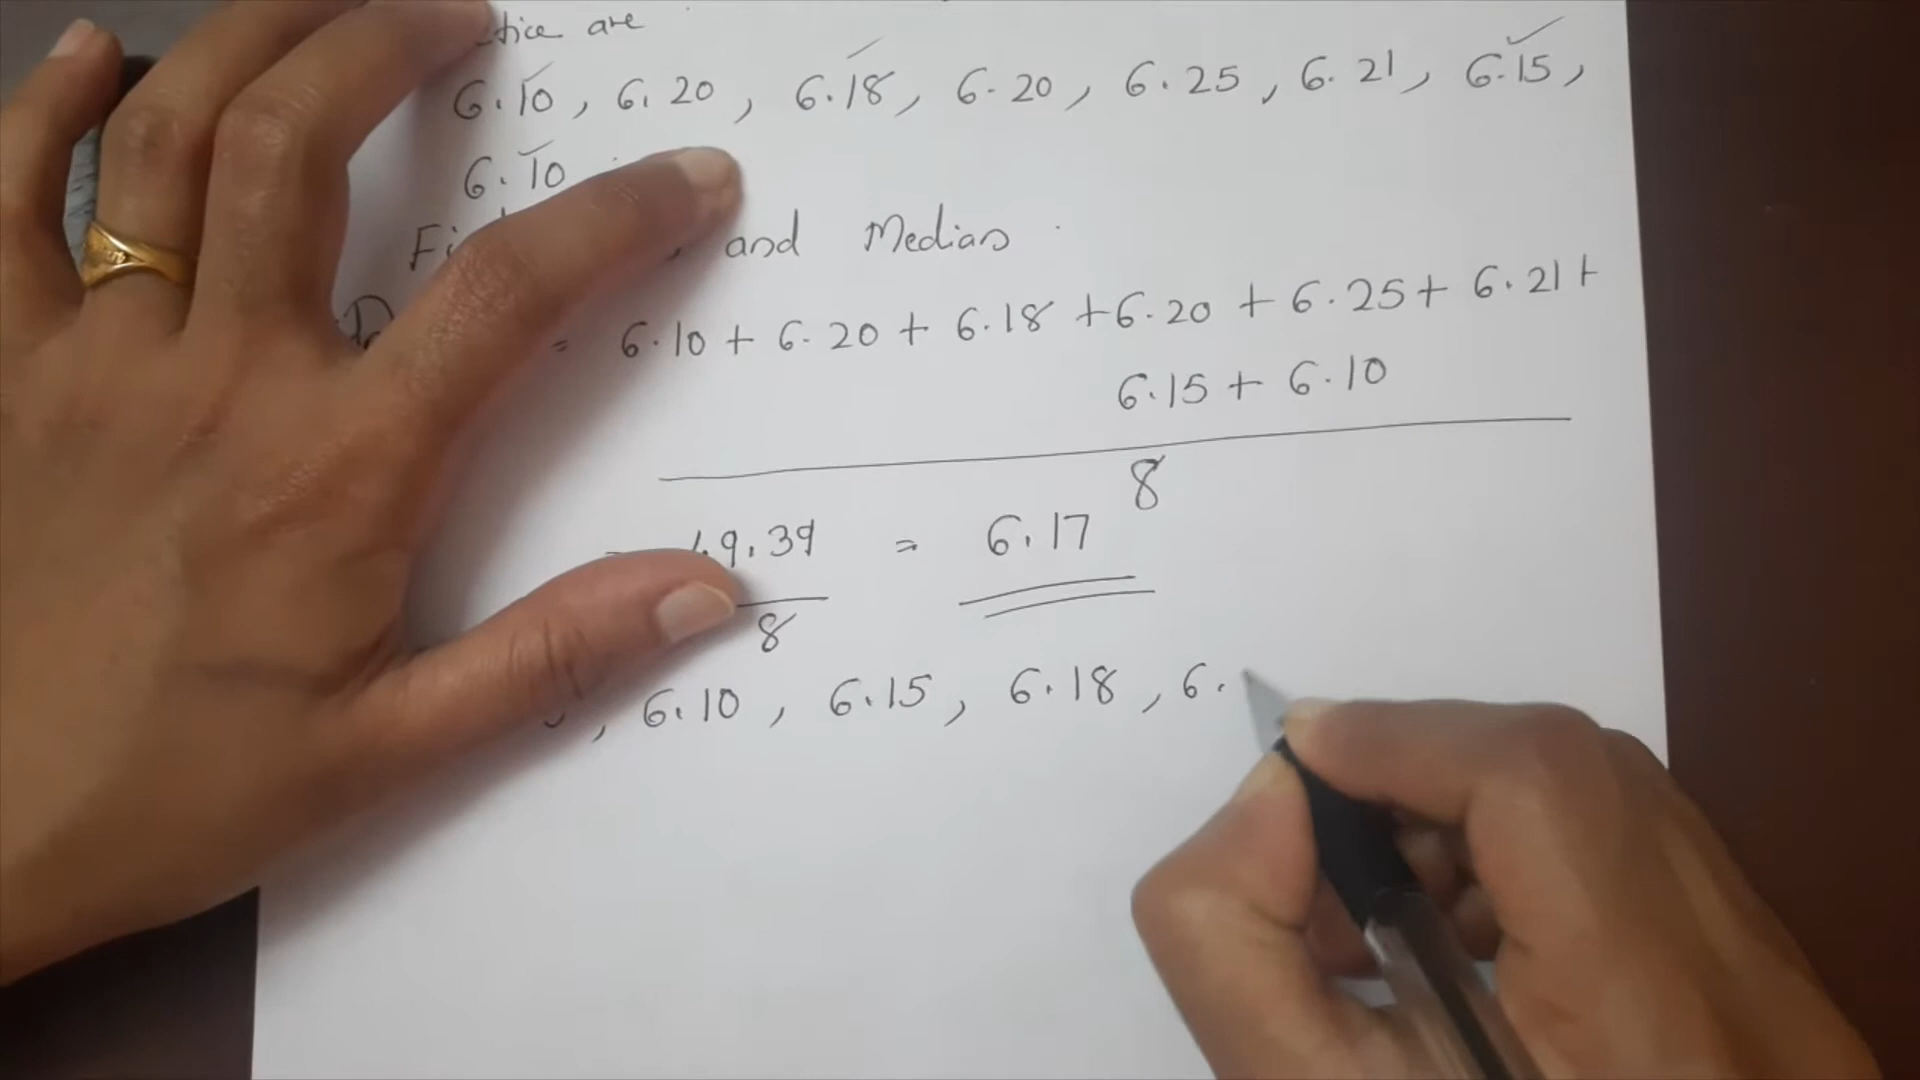 are
6.10, 6.20, 6.18, 6.20, 6.25, 6.21, 6.15,
6.10
and Median
= 6.10 + 6.20 + 6.18 + 6.20 + 6.25 + 6.21 +
6.15 + 6.10
8
9.39 = 6.17
8
, 6.10, 6.15, 6.18, 6.